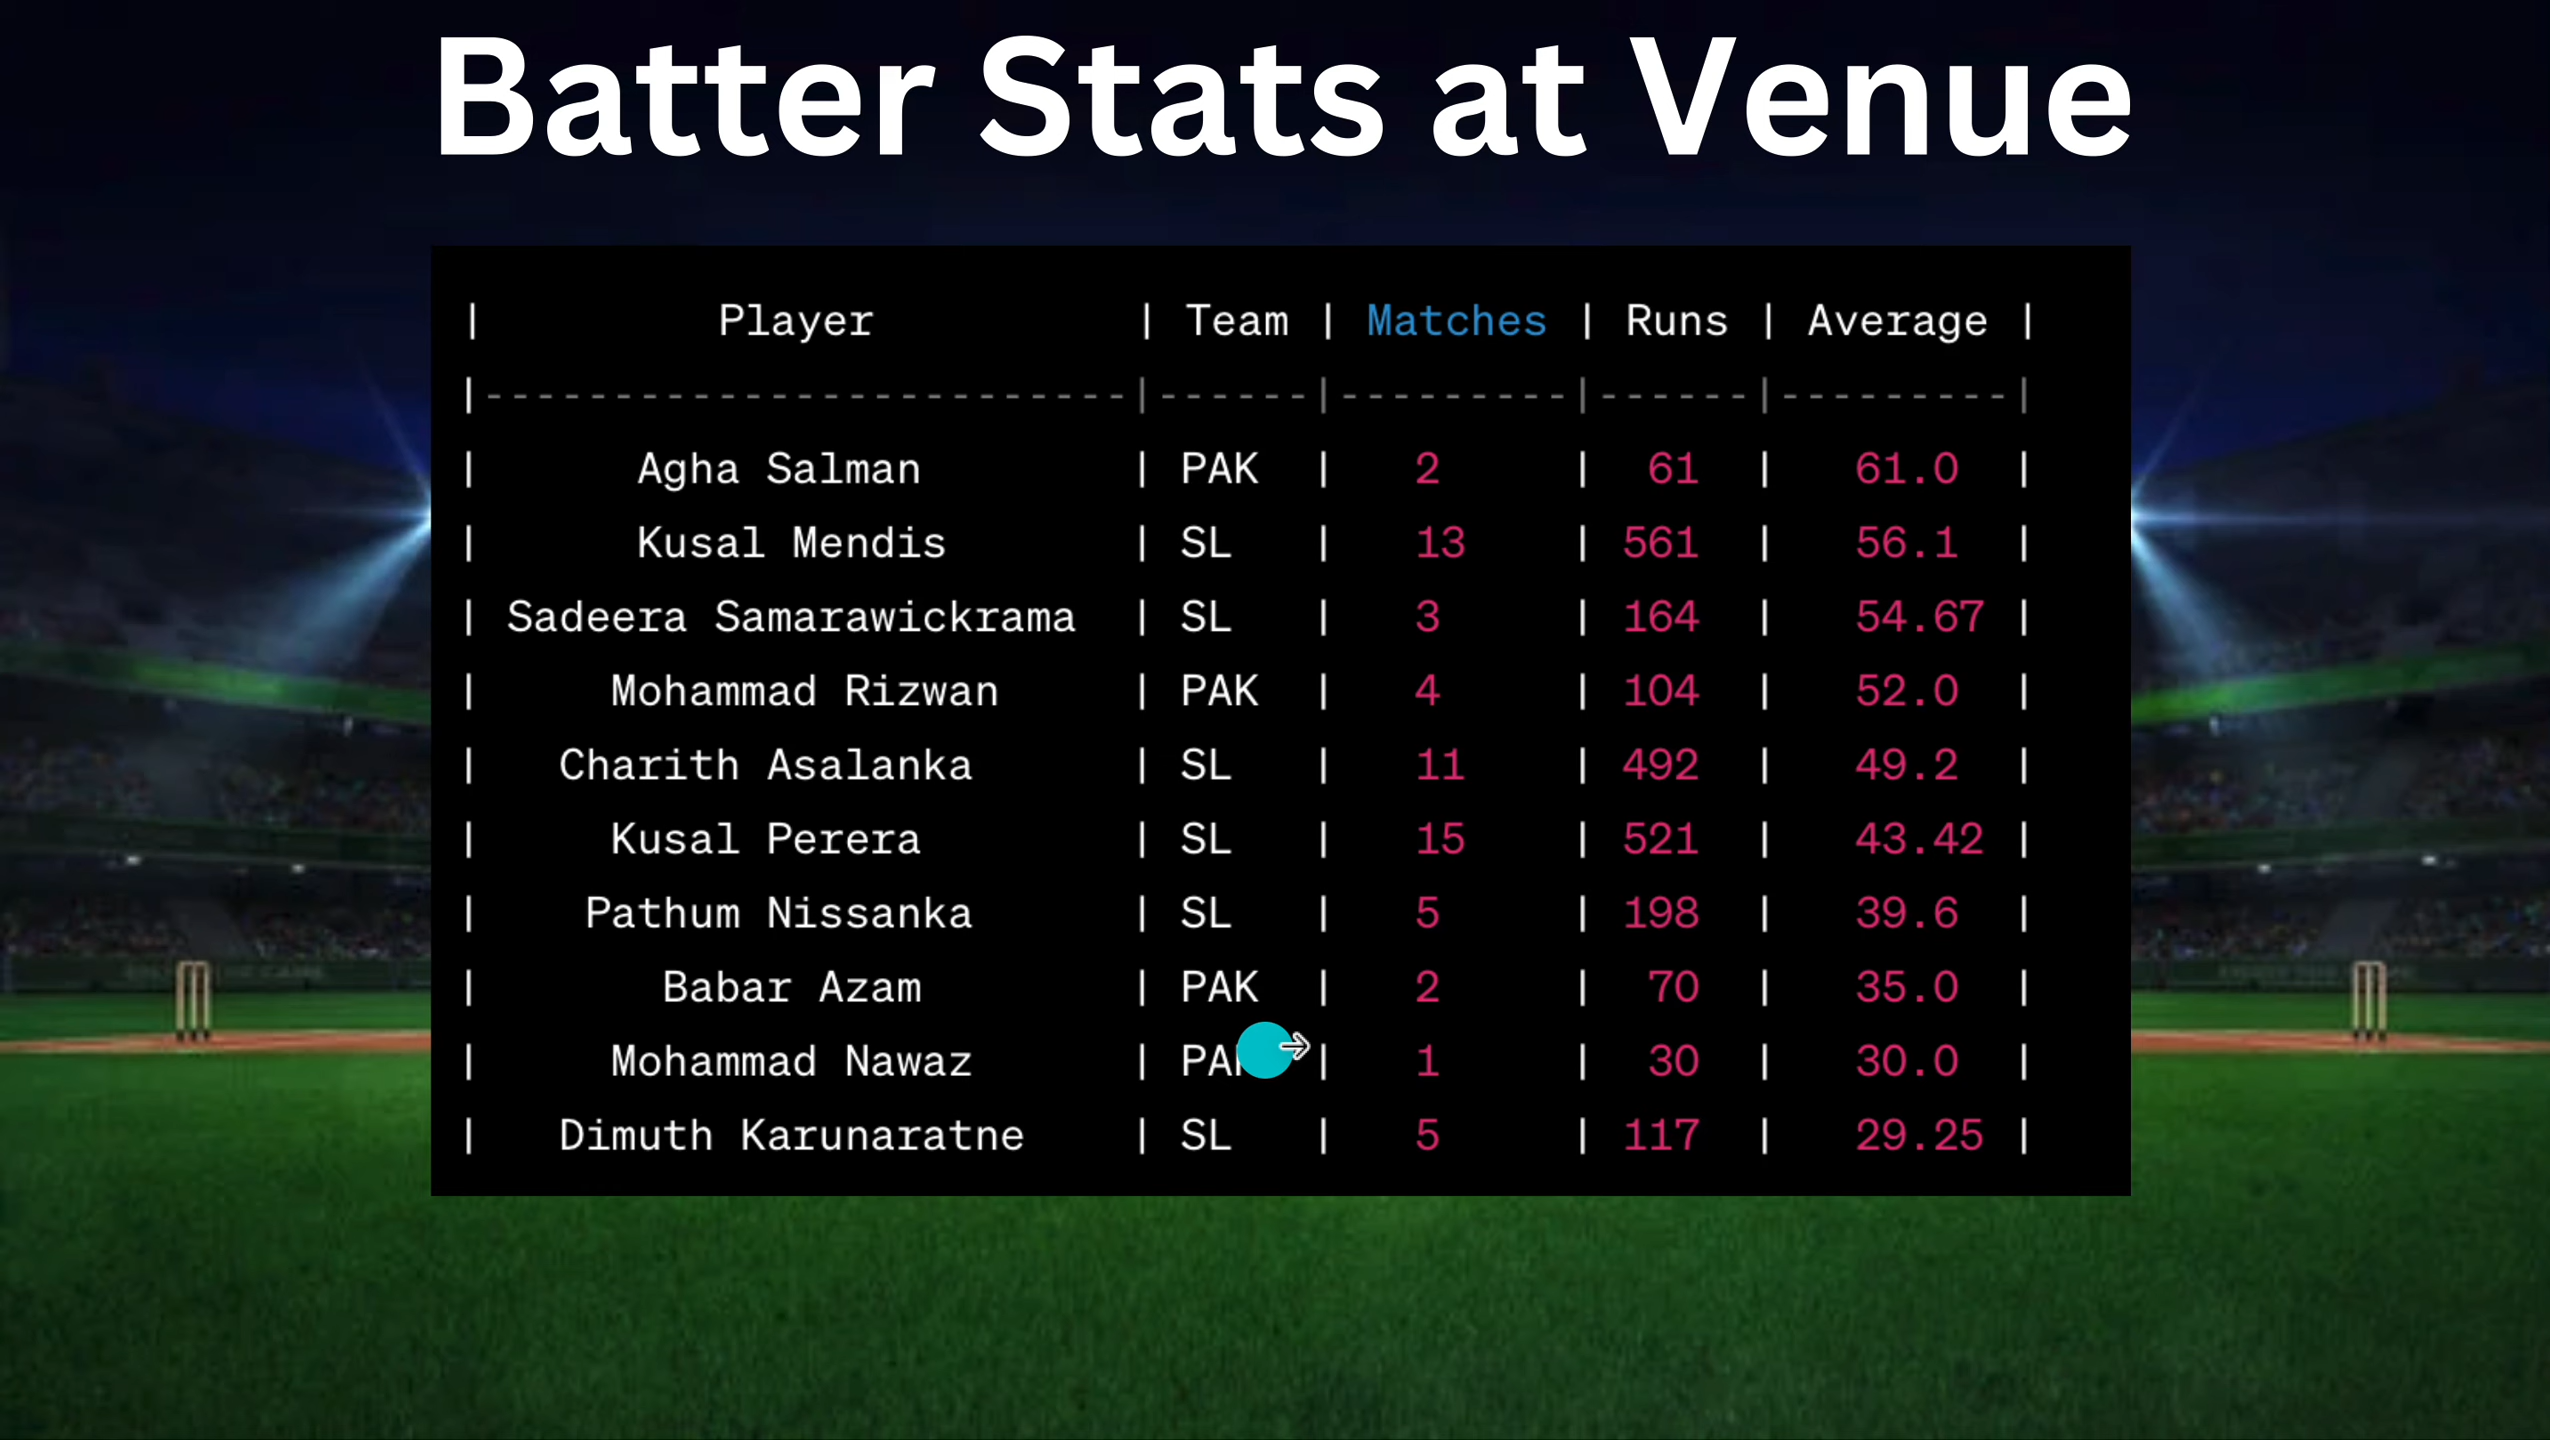 Batter Stats at Venue
| Player | Team | Matches | Runs | Average |
|-------------------------|------|---------|------|---------|
| Agha Salman | PAK | 2 | 61 | 61.0 |
| Kusal Mendis | SL | 13 | 561 | 56.1 |
| Sadeera Samarawickrama | SL | 3 | 164 | 54.67 |
| Mohammad Rizwan | PAK | 4 | 104 | 52.0 |
| Charith Asalanka | SL | 11 | 492 | 49.2 |
| Kusal Perera | SL | 15 | 521 | 43.42 |
| Pathum Nissanka | SL | 5 | 198 | 39.6 |
| Babar Azam | PAK | 2 | 70 | 35.0 |
| Mohammad Nawaz | PAK | 1 | 30 | 30.0 |
| Dimuth Karunaratne | SL | 5 | 117 | 29.25 |